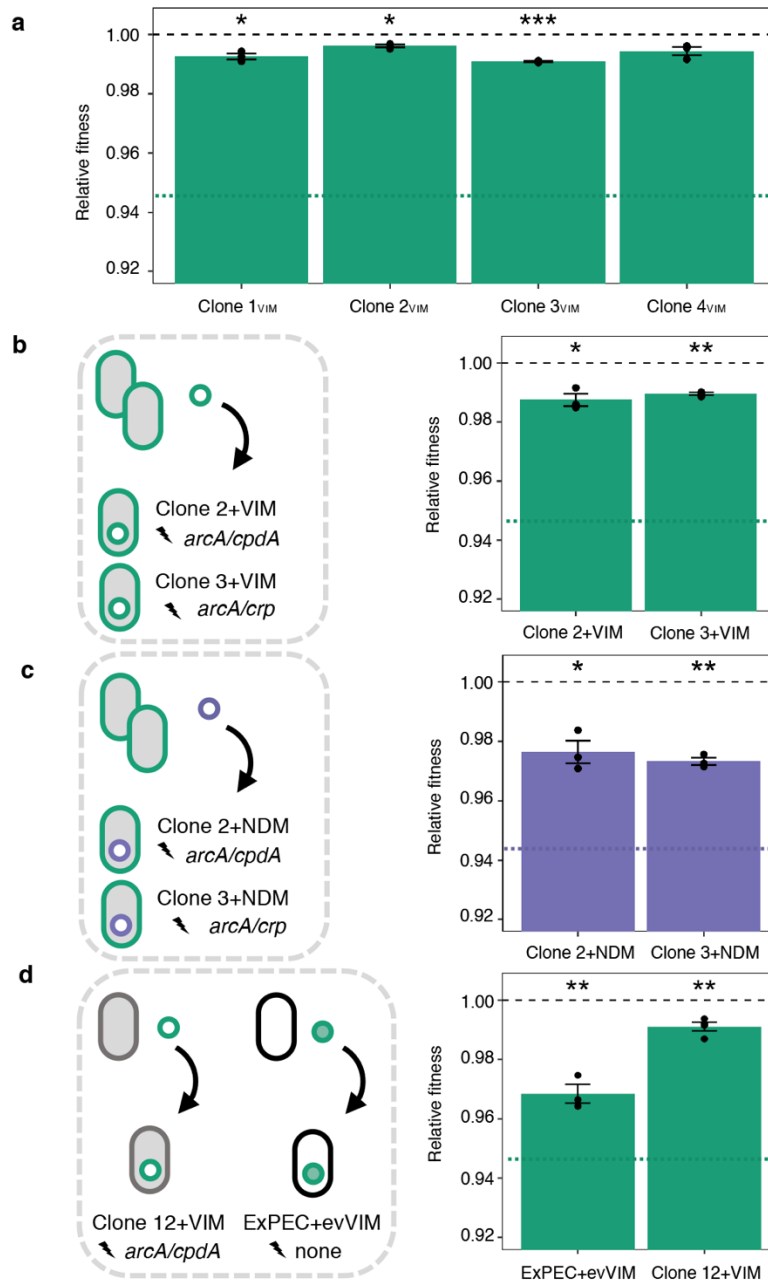 a
* * ***
Relative fitness
1.00
0.98
0.96
0.94
0.92
Clone 1VIM Clone 2VIM Clone 3VIM Clone 4VIM
b
Clone 2+VIM
arcA/cpdA
Clone 3+VIM
arcA/crp
* **
Relative fitness
1.00
0.98
0.96
0.94
0.92
Clone 2+VIM Clone 3+VIM
c
Clone 2+NDM
arcA/cpdA
Clone 3+NDM
arcA/crp
* **
Relative fitness
1.00
0.98
0.96
0.94
0.92
Clone 2+NDM Clone 3+NDM
d
Clone 12+VIM ExPEC+evVIM
arcA/cpdA none
** **
Relative fitness
1.00
0.98
0.96
0.94
0.92
ExPEC+evVIM Clone 12+VIM